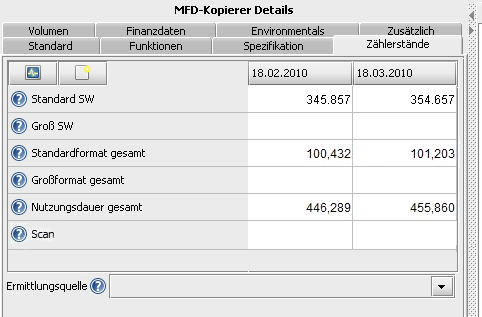 MFD-Kopierer Details
Volumen Finanzdaten Environmentals Zusätzlich
Standard Funktionen Spezifikation Zählerstände
18.02.2010 18.03.2010
Standard SW 345.857 354.657
Groß SW
Standardformat gesamt 100,432 101,203
Großformat gesamt
Nutzungsdauer gesamt 446,289 455,860
Scan
Ermittlungsquelle